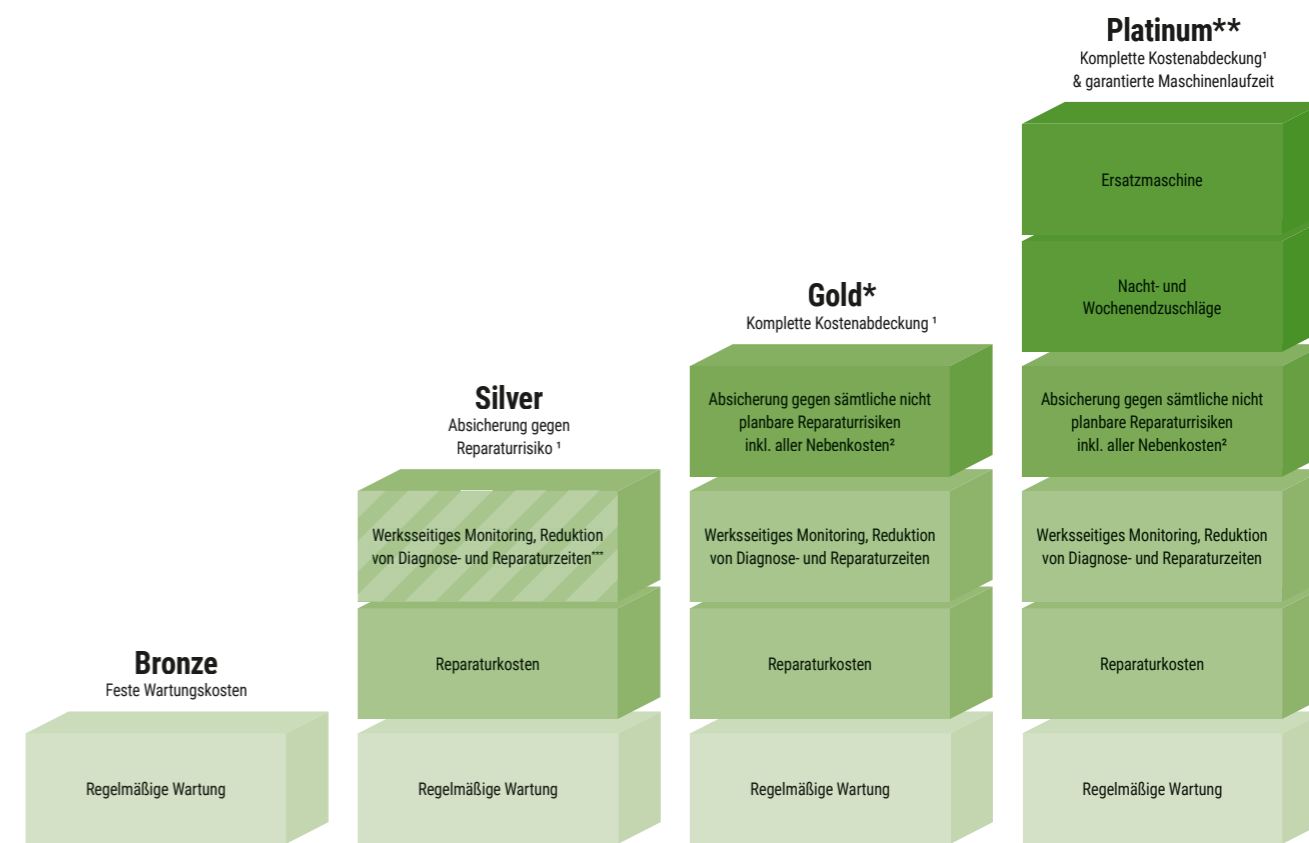 Platinum**
Komplette Kostenabdeckung¹
& garantierte Maschinenlaufzeit
Ersatzmaschine
Nacht- und
Wochenendzuschläge
Absicherung gegen sämtliche nicht
planbare Reparaturrisiken
inkl. aller Nebenkosten²
Werksseitiges Monitoring, Reduktion
von Diagnose- und Reparaturzeiten
Reparaturkosten
Regelmäßige Wartung
Gold*
Komplette Kostenabdeckung ¹
Absicherung gegen sämtliche nicht
planbare Reparaturrisiken
inkl. aller Nebenkosten²
Werksseitiges Monitoring, Reduktion
von Diagnose- und Reparaturzeiten
Reparaturkosten
Regelmäßige Wartung
Silver
Absicherung gegen
Reparaturrisiko ¹
Werksseitiges Monitoring, Reduktion
von Diagnose- und Reparaturzeiten***
Reparaturkosten
Regelmäßige Wartung
Bronze
Feste Wartungskosten
Regelmäßige Wartung